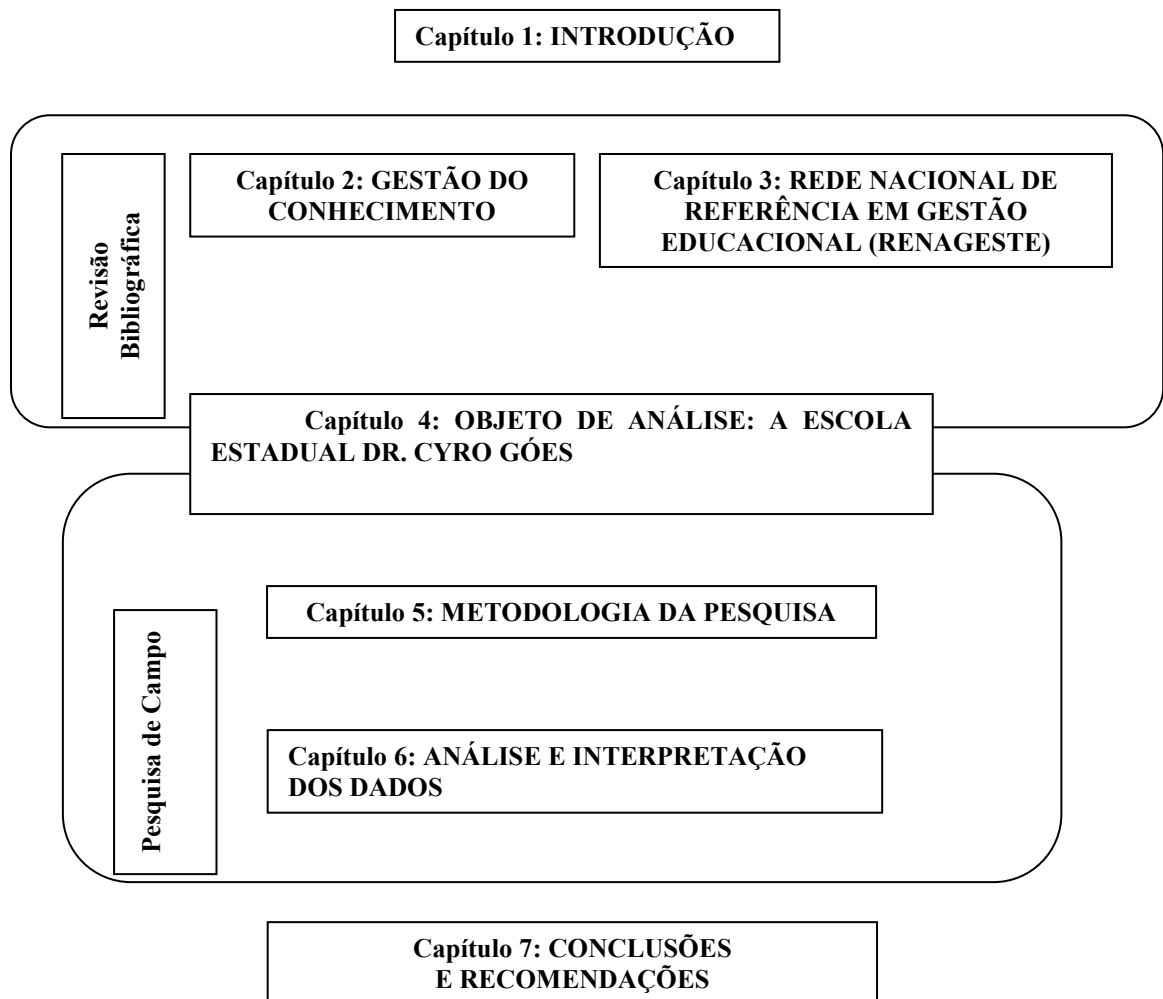 Capítulo 1: INTRODUÇÃO
Revisão
Bibliográfica
Capítulo 2: GESTÃO DO
CONHECIMENTO
Capítulo 3: REDE NACIONAL DE
REFERÊNCIA EM GESTÃO
EDUCACIONAL (RENAGESTE)
Capítulo 4: OBJETO DE ANÁLISE: A ESCOLA
ESTADUAL DR. CYRO GÓES
Pesquisa de Campo
Capítulo 5: METODOLOGIA DA PESQUISA
Capítulo 6: ANÁLISE E INTERPRETAÇÃO
DOS DADOS
Capítulo 7: CONCLUSÕES
E RECOMENDAÇÕES